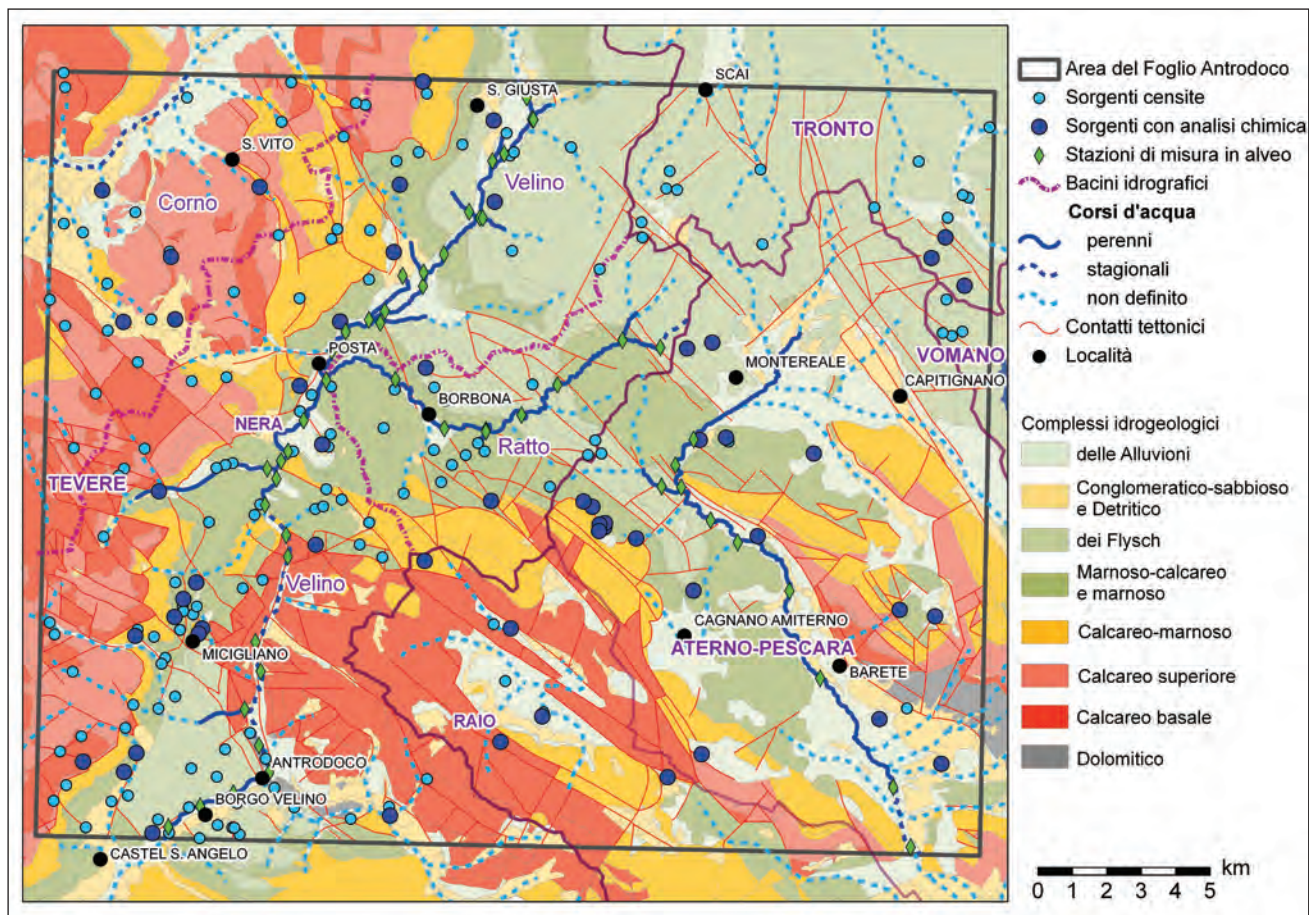 SCAI
S. GIUSTA
TRONTO
S. VITO
Velino
Corno
POSTA
MONTEREALE
VOMANO
CAPITIGNANO
BORBONA
NERA
Ratto
TEVERE
Velino
CAGNANO AMITERNO
MICIGLIANO
ATERNO-PESCARA
BARETE
RAIO
ANTRODOCO
BORGO VELINO
CASTEL S. ANGELO
Area del Foglio Antrodoco
Sorgenti censite
Sorgenti con analisi chimica
Stazioni di misura in alveo
Bacini idrografici
Corsi d'acqua
perenni
stagionali
non definito
Contatti tettonici
Località
Complessi idrogeologici
delle Alluvioni
Conglomeratico-sabbioso
e Detritico
dei Flysch
Marnoso-calcareo
e marnoso
Calcareo-marnoso
Calcareo superiore
Calcareo basale
Dolomitico
km
0 1 2 3 4 5